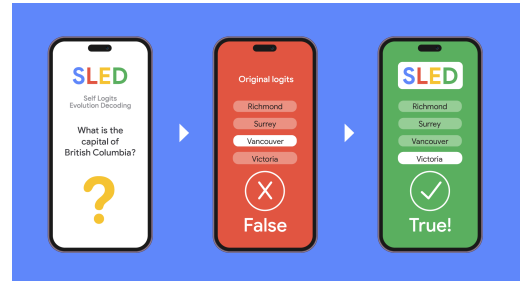 SLED
Self Logits
Evolution Decoding
What is the
capital of
British Columbia?
?
Original logits
Richmond
Surrey
Vancouver
Victoria
False
SLED
Richmond
Surrey
Vancouver
Victoria
True!